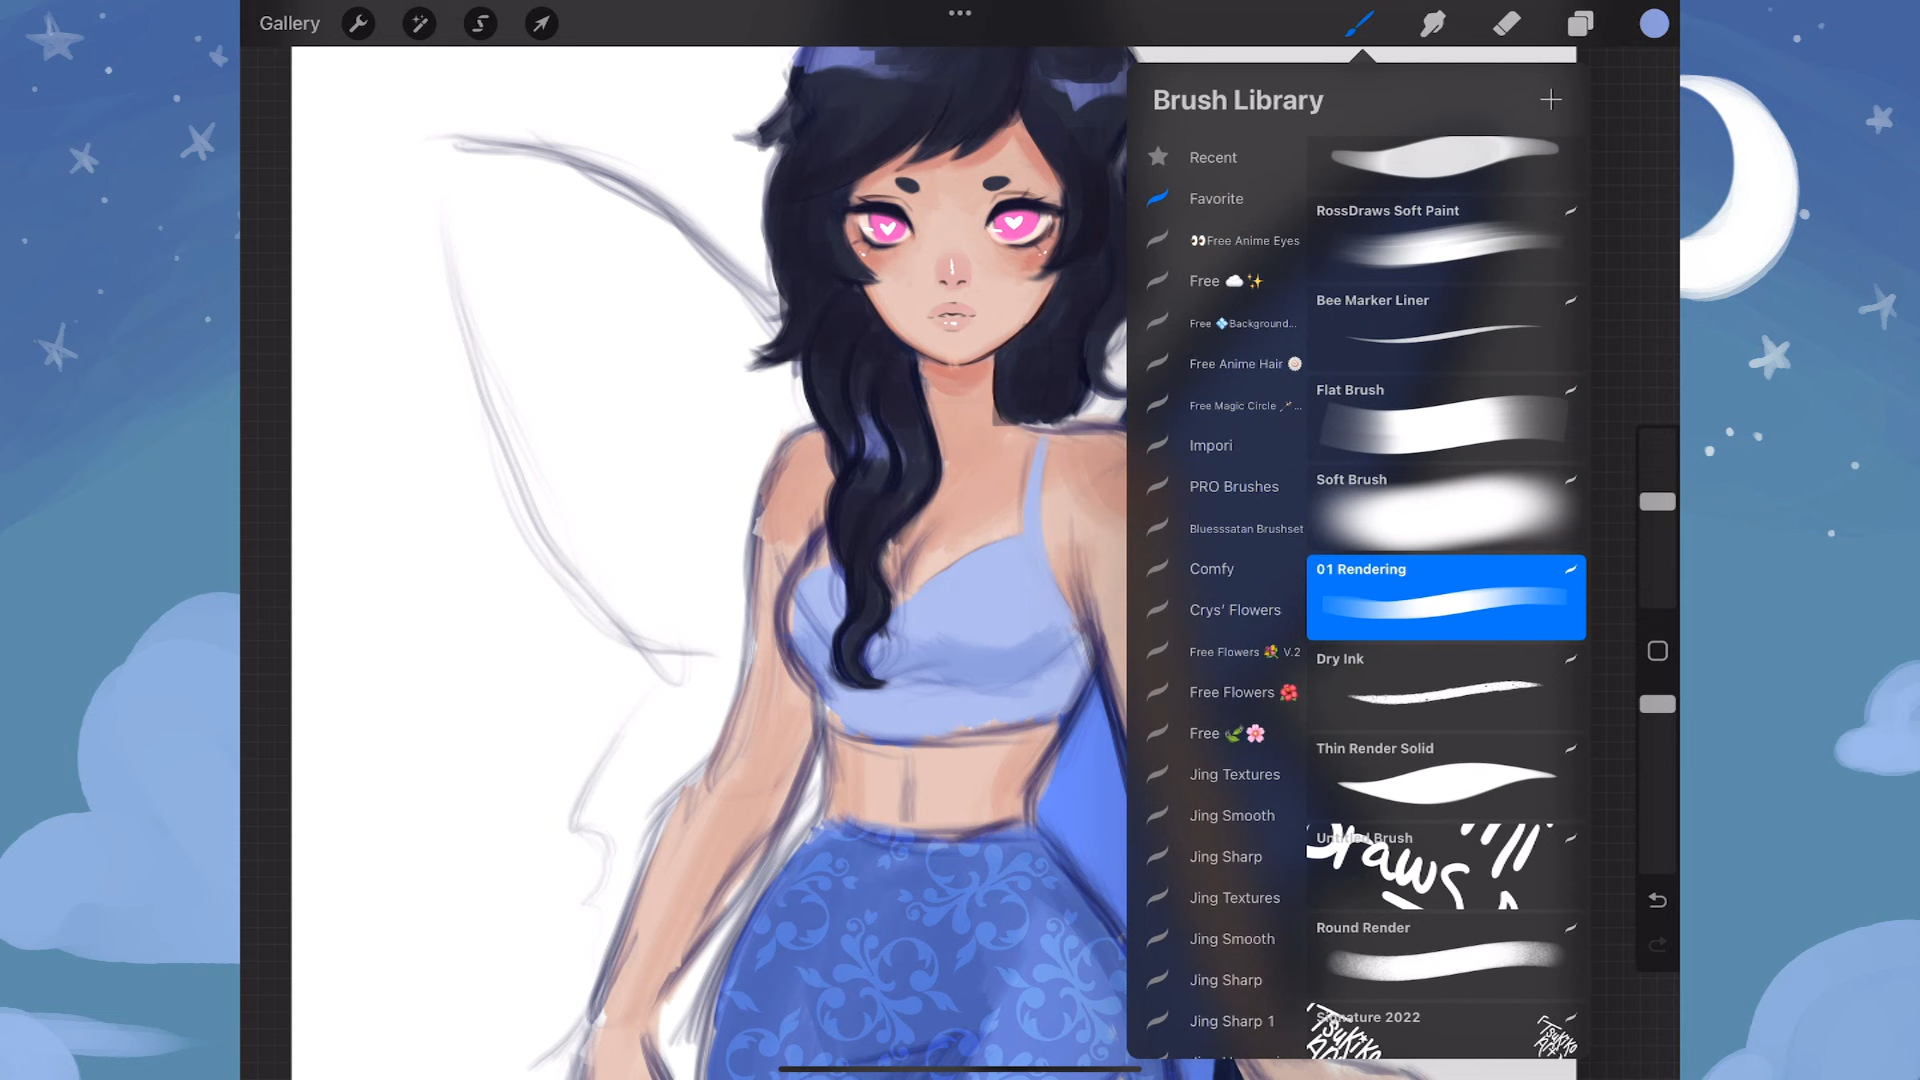 Gallery
Brush Library
Recent
Favorite
👀Free Anime Eyes
Free ☁️✨
Free 💠Background...
Free Anime Hair
Free Magic Circle 🪄...
Impori
PRO Brushes
Bluesssatan Brushset
Comfy
Crys' Flowers
Free Flowers 💐 V.2
Free Flowers 🌺
Free 🌿🌸
Jing Textures
Jing Smooth
Jing Sharp
Jing Textures
Jing Smooth
Jing Sharp
Jing Sharp 1
RossDraws Soft Paint
Bee Marker Liner
Flat Brush
Soft Brush
01 Rendering
Dry Ink
Thin Render Solid
Untitled Brush
Draws
Round Render
Signature 2022